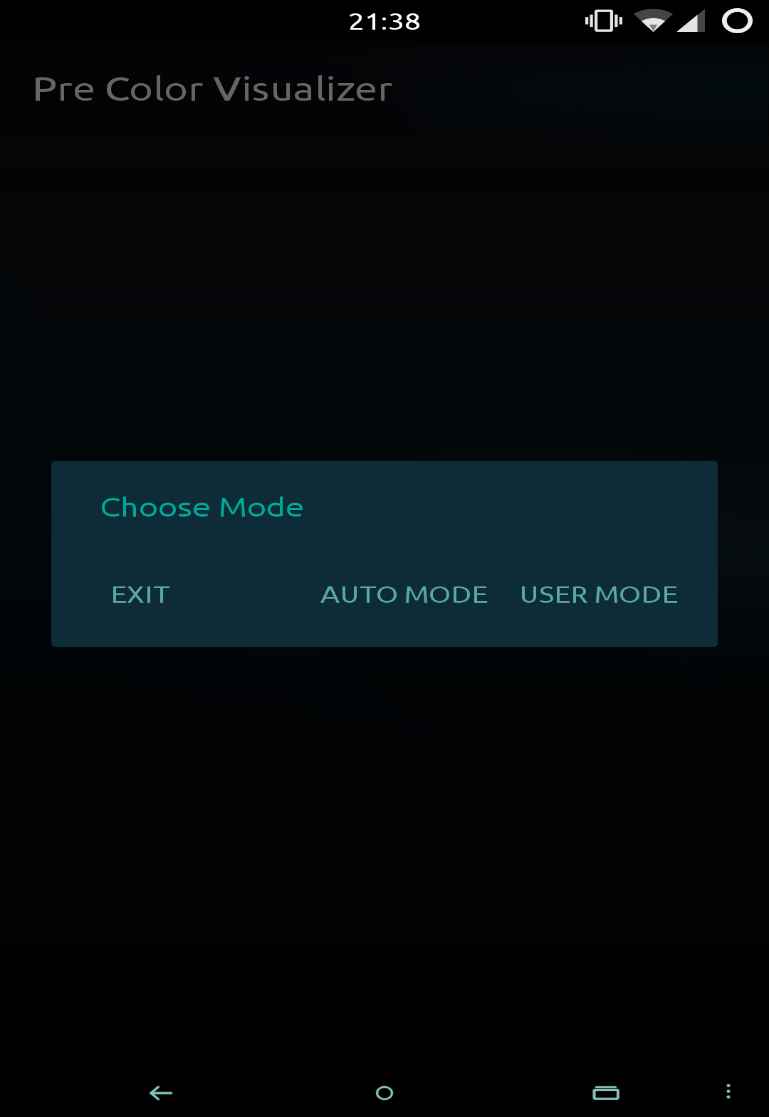 21:38
Pre Color Visualizer
Choose Mode
EXIT AUTO MODE USER MODE